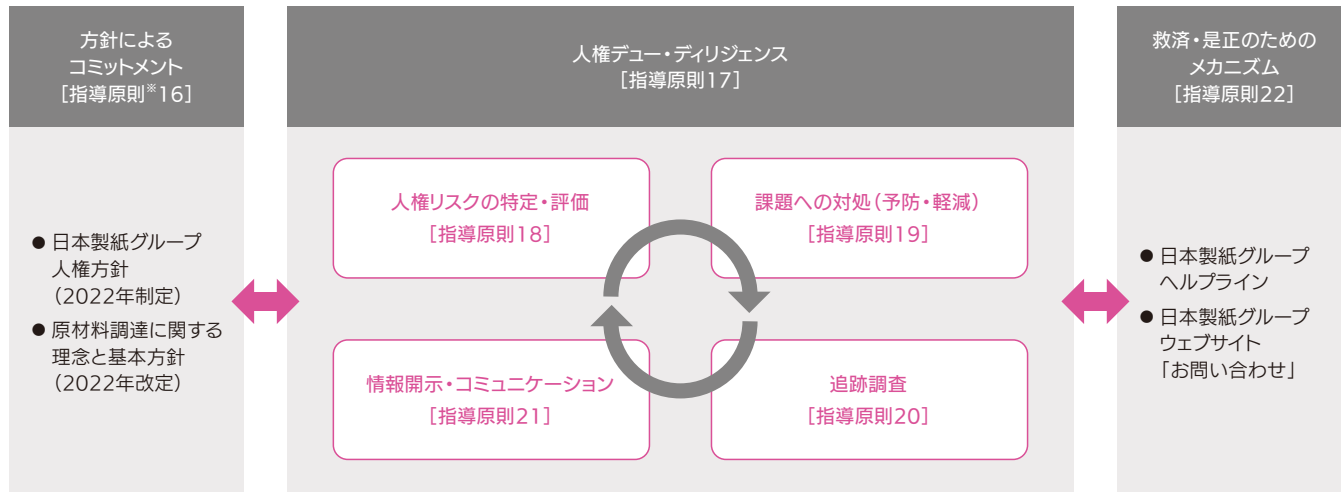 方針による
コミットメント
[指導原則※16]
● 日本製紙グループ
人権方針
（2022年制定）
● 原材料調達に関する
理念と基本方針
（2022年改定）
人権デュー・ディリジェンス
[指導原則17]
人権リスクの特定・評価
[指導原則18]
課題への対処（予防・軽減）
[指導原則19]
情報開示・コミュニケーション
[指導原則21]
追跡調査
[指導原則20]
救済・是正のための
メカニズム
[指導原則22]
● 日本製紙グループ
ヘルプライン
● 日本製紙グループ
ウェブサイト
「お問い合わせ」